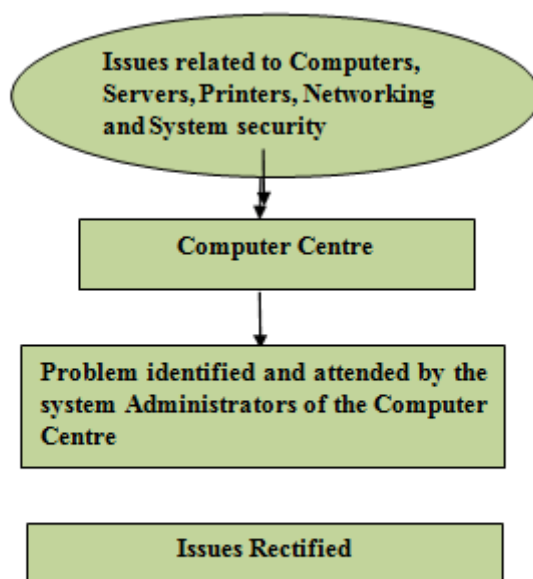 Issues related to Computers,
Servers, Printers, Networking
and System security
Computer Centre
Problem identified and attended by the
system Administrators of the Computer
Centre
Issues Rectified